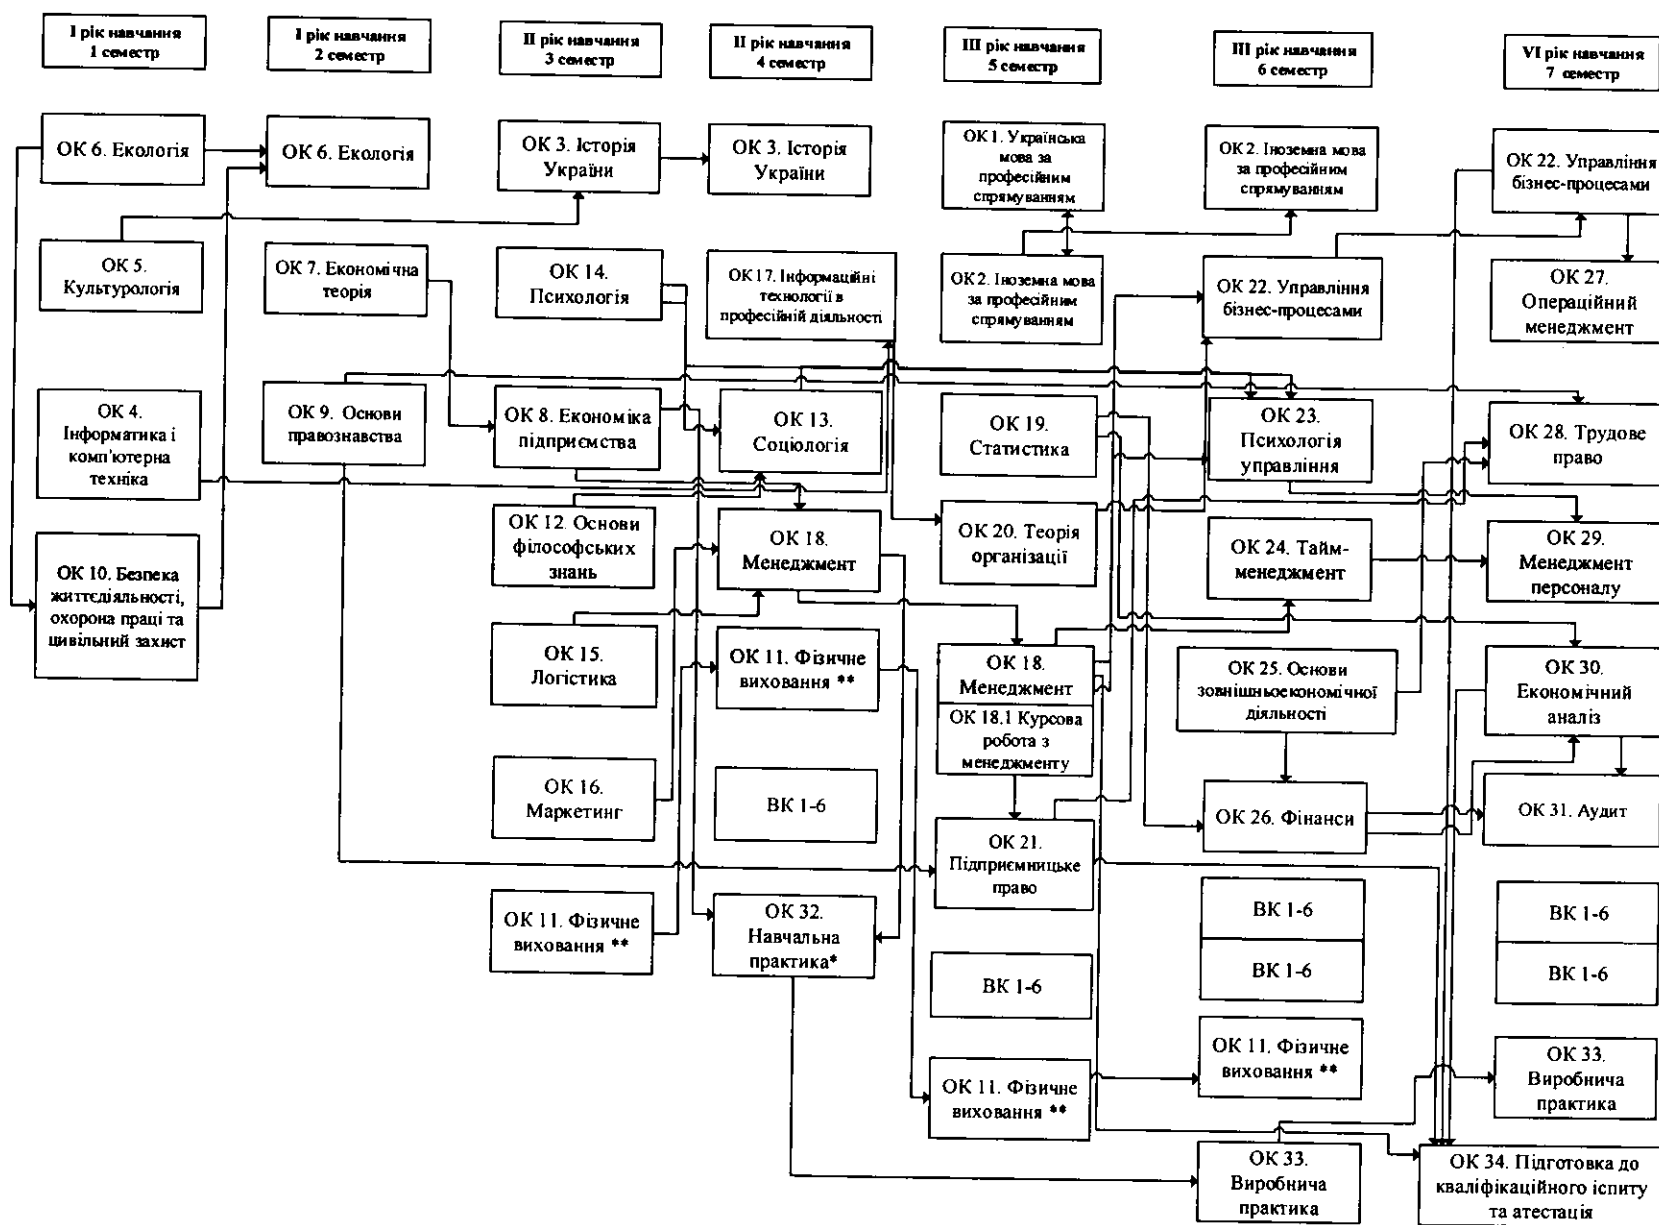 I рік навчання
1 семестр
I рік навчання
2 семестр
II рік навчання
3 семестр
II рік навчання
4 семестр
III рік навчання
5 семестр
III рік навчання
6 семестр
VI рік навчання
7 семестр
ОК 6. Екологія
ОК 5.
Культурологія
ОК 4.
Інформатика і
комп'ютерна
техніка
ОК 10. Безпека
життєдіяльності,
охорона праці та
цивільний захист
ОК 6. Екологія
ОК 7. Економічна
теорія
ОК 9. Основи
правознавства
ОК 3. Історія
України
ОК 14.
Психологія
ОК 8. Економіка
підприємства
ОК 12. Основи
філософських
знань
ОК 15.
Логістика
ОК 16.
Маркетинг
ОК 11. Фізичне
виховання **
ОК 3. Історія
України
ОК 17. Інформаційні
технології в
професійній діяльності
ОК 13.
Соціологія
ОК 18.
Менеджмент
ОК 11. Фізичне
виховання **
ВК 1-6
ОК 32.
Навчальна
практика*
ОК 1. Українська
мова за
професійним
спрямуванням
ОК 2. Іноземна мова
за професійним
спрямуванням
ОК 19.
Статистика
ОК 20. Теорія
організації
ОК 18.
Менеджмент
ОК 18.1 Курсова
робота з
менеджменту
ОК 21.
Підприємницьке
право
ВК 1-6
ОК 11. Фізичне
виховання **
ОК 2. Іноземна мова
за професійним
спрямуванням
ОК 22. Управління
бізнес-процесами
ОК 23.
Психологія
управління
ОК 24. Тайм-
менеджмент
ОК 25. Основи
зовнішньоекономічної
діяльності
ОК 26. Фінанси
ВК 1-6
ВК 1-6
ОК 11. Фізичне
виховання **
ОК 33.
Виробнича
практика
ОК 22. Управління
бізнес-процесами
ОК 27.
Операційний
менеджмент
ОК 28. Трудове
право
ОК 29.
Менеджмент
персоналу
ОК 30.
Економічний
аналіз
ОК 31. Аудит
ВК 1-6
ВК 1-6
ОК 33.
Виробнича
практика
ОК 34. Підготовка до
кваліфікаційного іспиту
та атестація